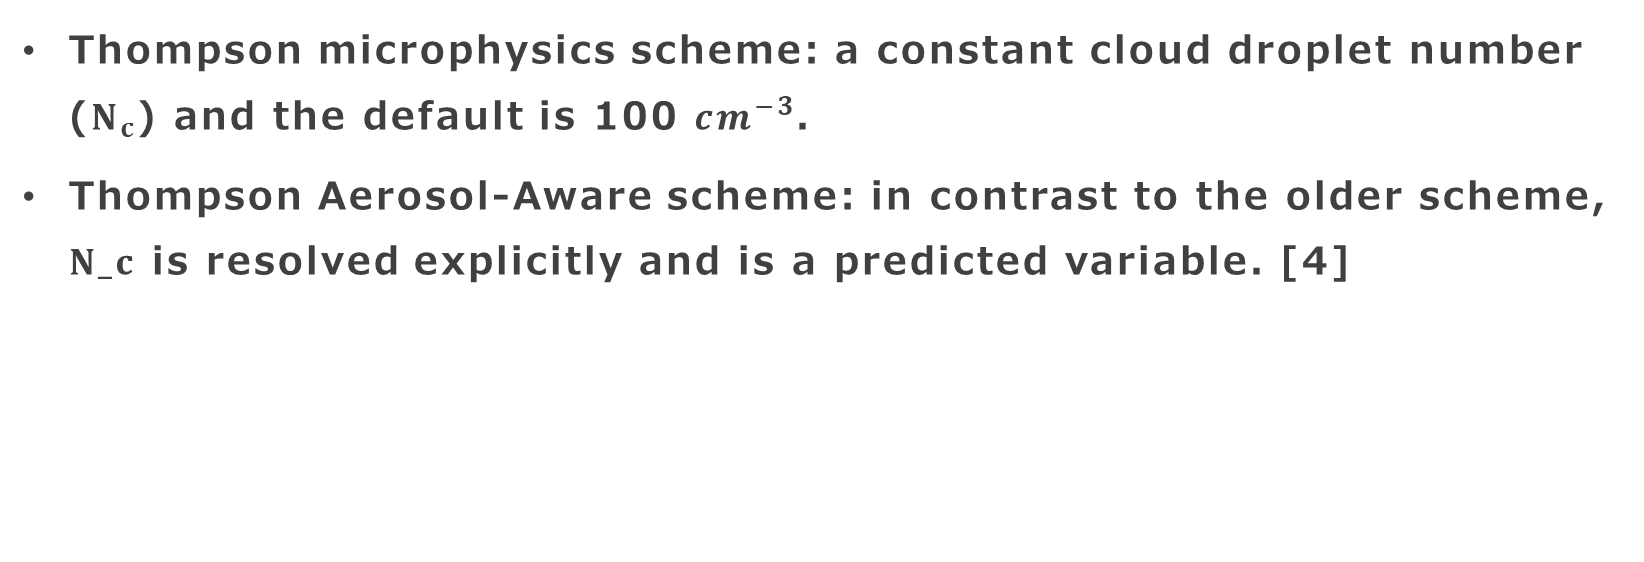 • Thompson microphysics scheme: a constant cloud droplet number
(N_c) and the default is 100 cm⁻³.
• Thompson Aerosol-Aware scheme: in contrast to the older scheme,
N_c is resolved explicitly and is a predicted variable. [4]